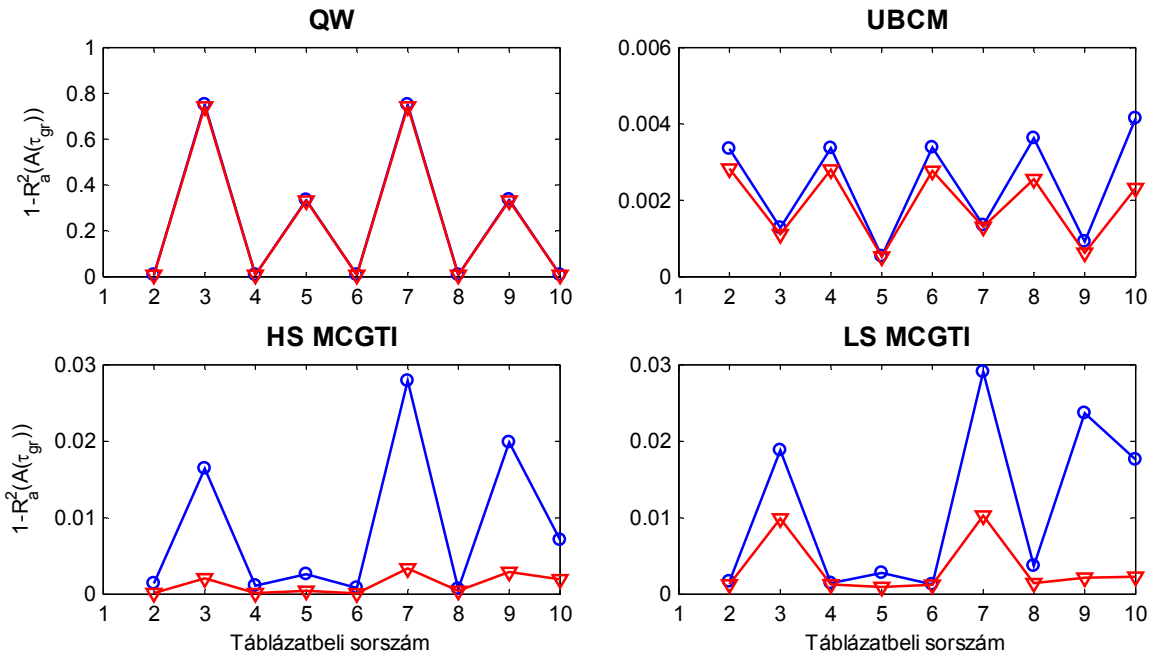 QW
1-R²ₐ(A(τ_gr))
1
0.8
0.6
0.4
0.2
0
1 2 3 4 5 6 7 8 9 10
UBCM
0.006
0.004
0.002
0
1 2 3 4 5 6 7 8 9 10
HS MCGTI
1-R²ₐ(A(τ_gr))
0.03
0.02
0.01
0
1 2 3 4 5 6 7 8 9 10
Táblázatbeli sorszám
LS MCGTI
0.03
0.02
0.01
0
1 2 3 4 5 6 7 8 9 10
Táblázatbeli sorszám